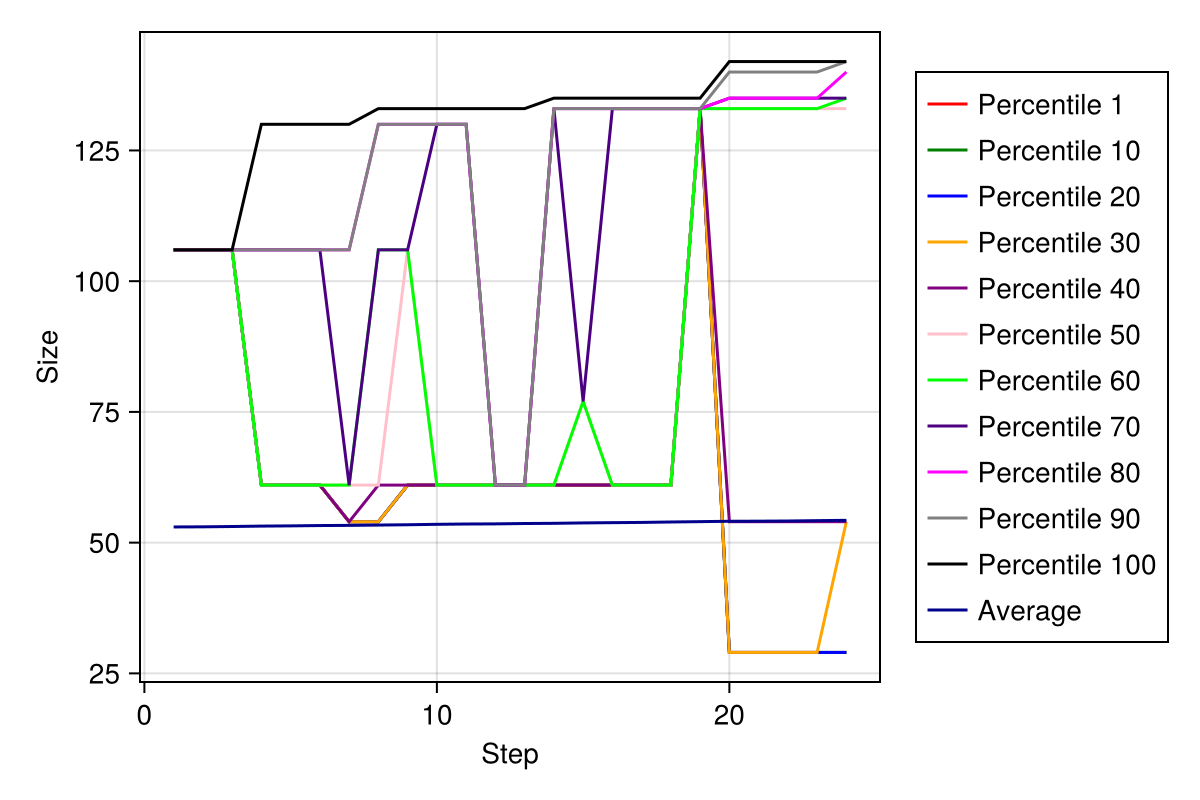 125
100
75
50
25
0
10
20
Size
Step
Percentile 1
Percentile 10
Percentile 20
Percentile 30
Percentile 40
Percentile 50
Percentile 60
Percentile 70
Percentile 80
Percentile 90
Percentile 100
Average